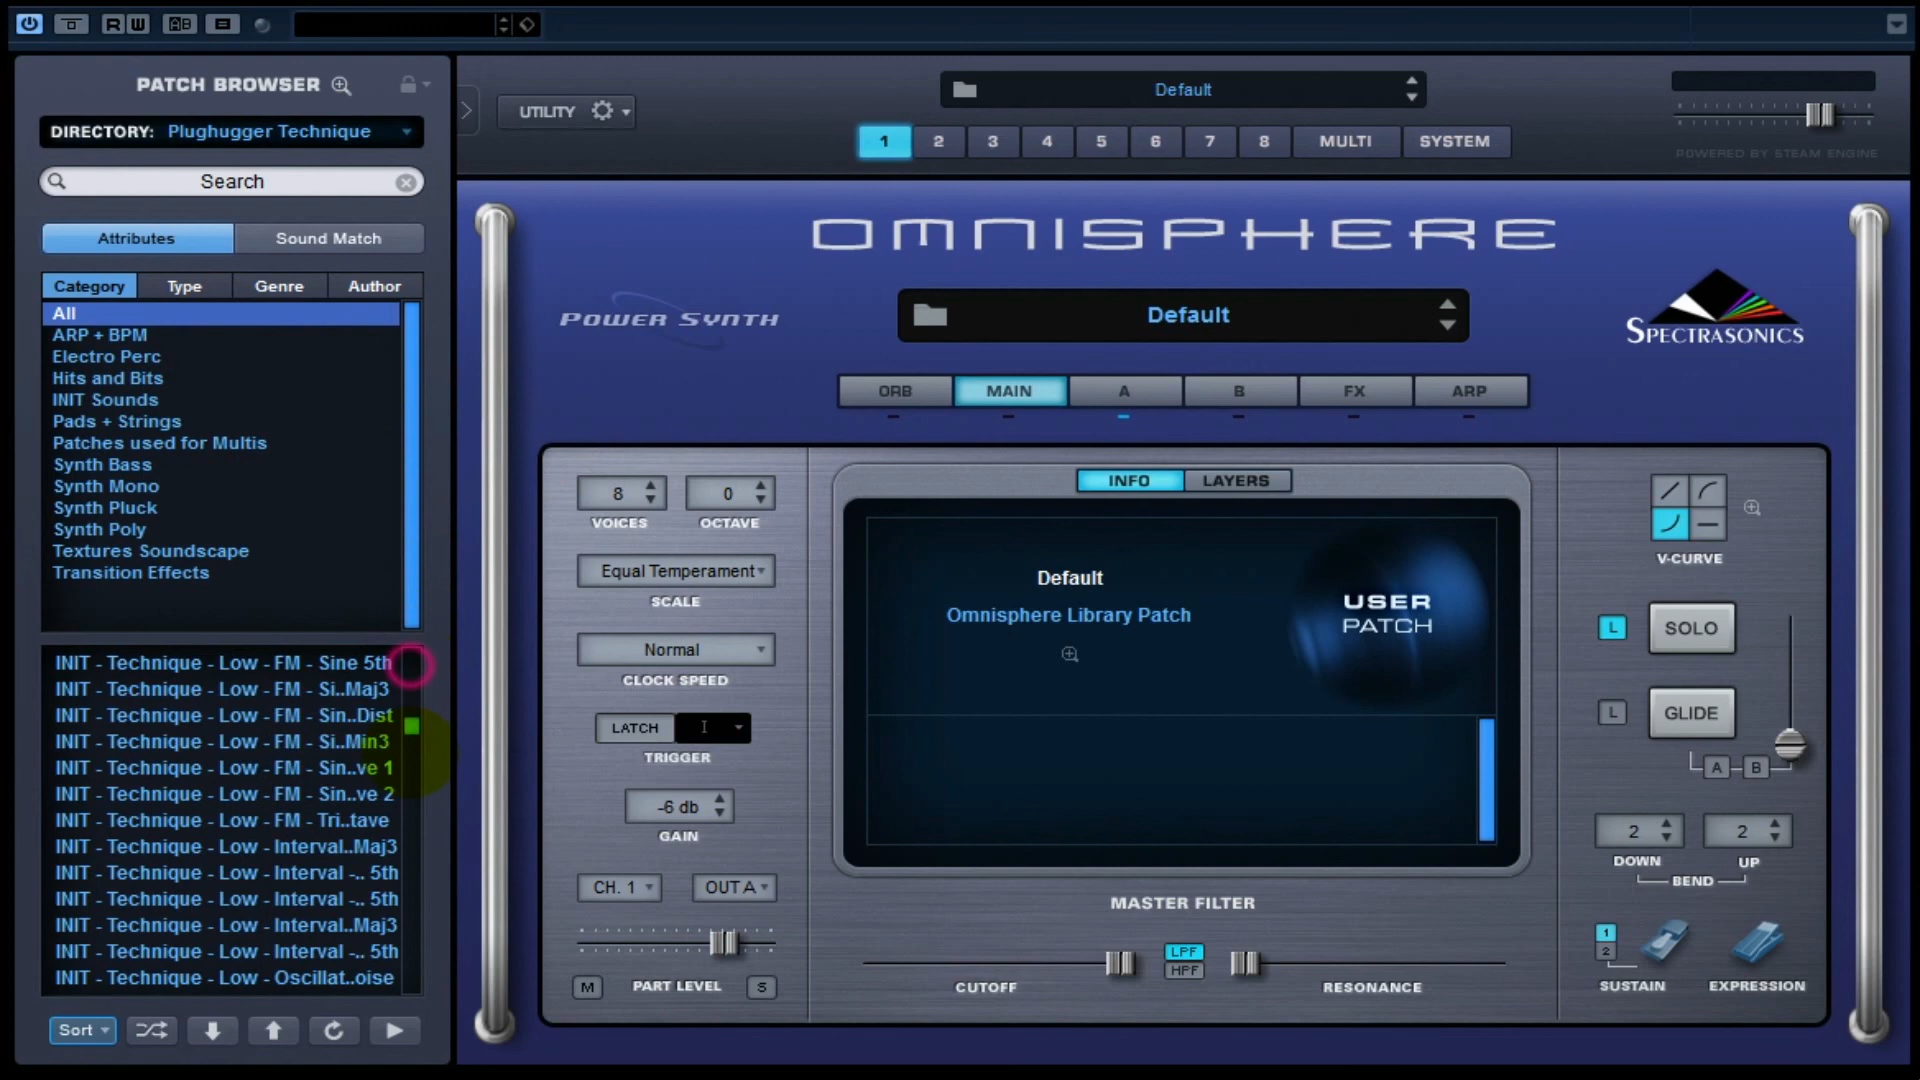 R W AB
PATCH BROWSER
DIRECTORY: Plughugger Technique
Search
Attributes Sound Match
Category Type Genre Author
All
ARP + BPM
Electro Perc
Hits and Bits
INIT Sounds
Pads + Strings
Patches used for Multis
Synth Bass
Synth Mono
Synth Pluck
Synth Poly
Textures Soundscape
Transition Effects
INIT - Technique - Low - FM - Sine 5th
INIT - Technique - Low - FM - Si..Maj3
INIT - Technique - Low - FM - Sin..Dist
INIT - Technique - Low - FM - Si..Min3
INIT - Technique - Low - FM - Sin..ve 1
INIT - Technique - Low - FM - Sin..ve 2
INIT - Technique - Low - FM - Tri..tave
INIT - Technique - Low - Interval..Maj3
INIT - Technique - Low - Interval -.. 5th
INIT - Technique - Low - Interval -.. 5th
INIT - Technique - Low - Interval..Maj3
INIT - Technique - Low - Interval -.. 5th
INIT - Technique - Low - Oscillat..oise
Sort
UTILITY
Default
1 2 3 4 5 6 7 8 MULTI SYSTEM
POWERED BY STEAM ENGINE
OMNISPHERE
POWER SYNTH
Default
SPECTRASONICS
ORB MAIN A B FX ARP
8 0
VOICES OCTAVE
Equal Temperament
SCALE
Normal
CLOCK SPEED
LATCH
TRIGGER
-6 db
GAIN
CH. 1 OUT A
M PART LEVEL S
INFO LAYERS
Default
Omnisphere Library Patch
USER
PATCH
MASTER FILTER
LPF
HPF
CUTOFF RESONANCE
V-CURVE
L SOLO
L GLIDE
A B
2 2
DOWN UP
BEND
1
2
SUSTAIN EXPRESSION